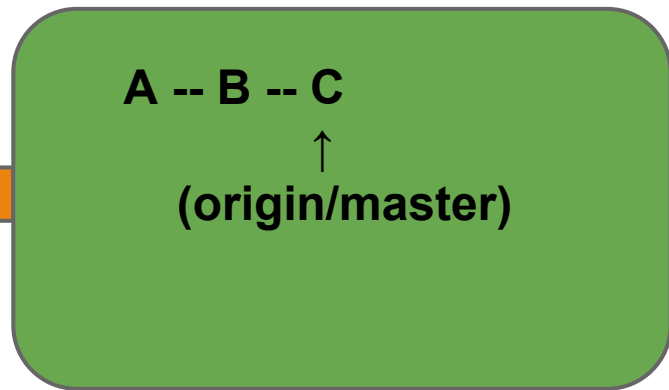 A -- B -- C
↑
(origin/master)